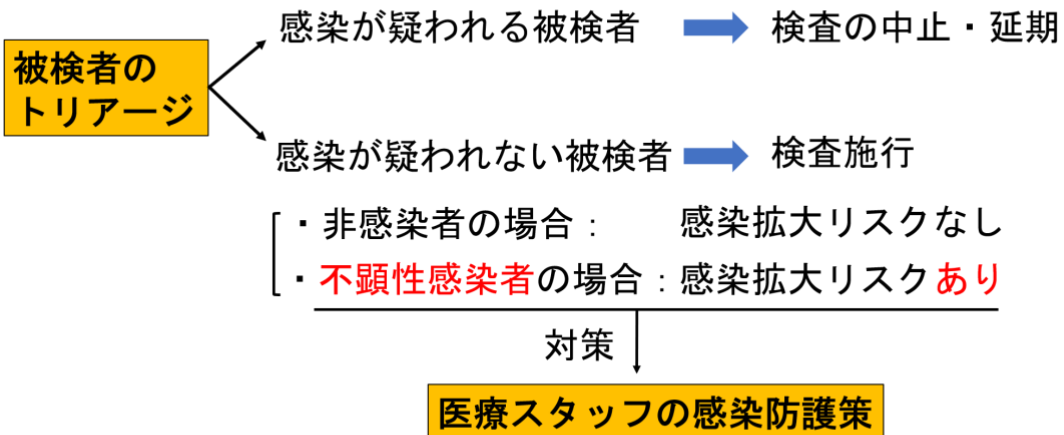 感染が疑われる被検者 検査の中止・延期
被検者の
トリアージ
感染が疑われない被検者 検査施行
・非感染者の場合： 感染拡大リスクなし
・不顕性感染者の場合：感染拡大リスクあり
対策
医療スタッフの感染防護策